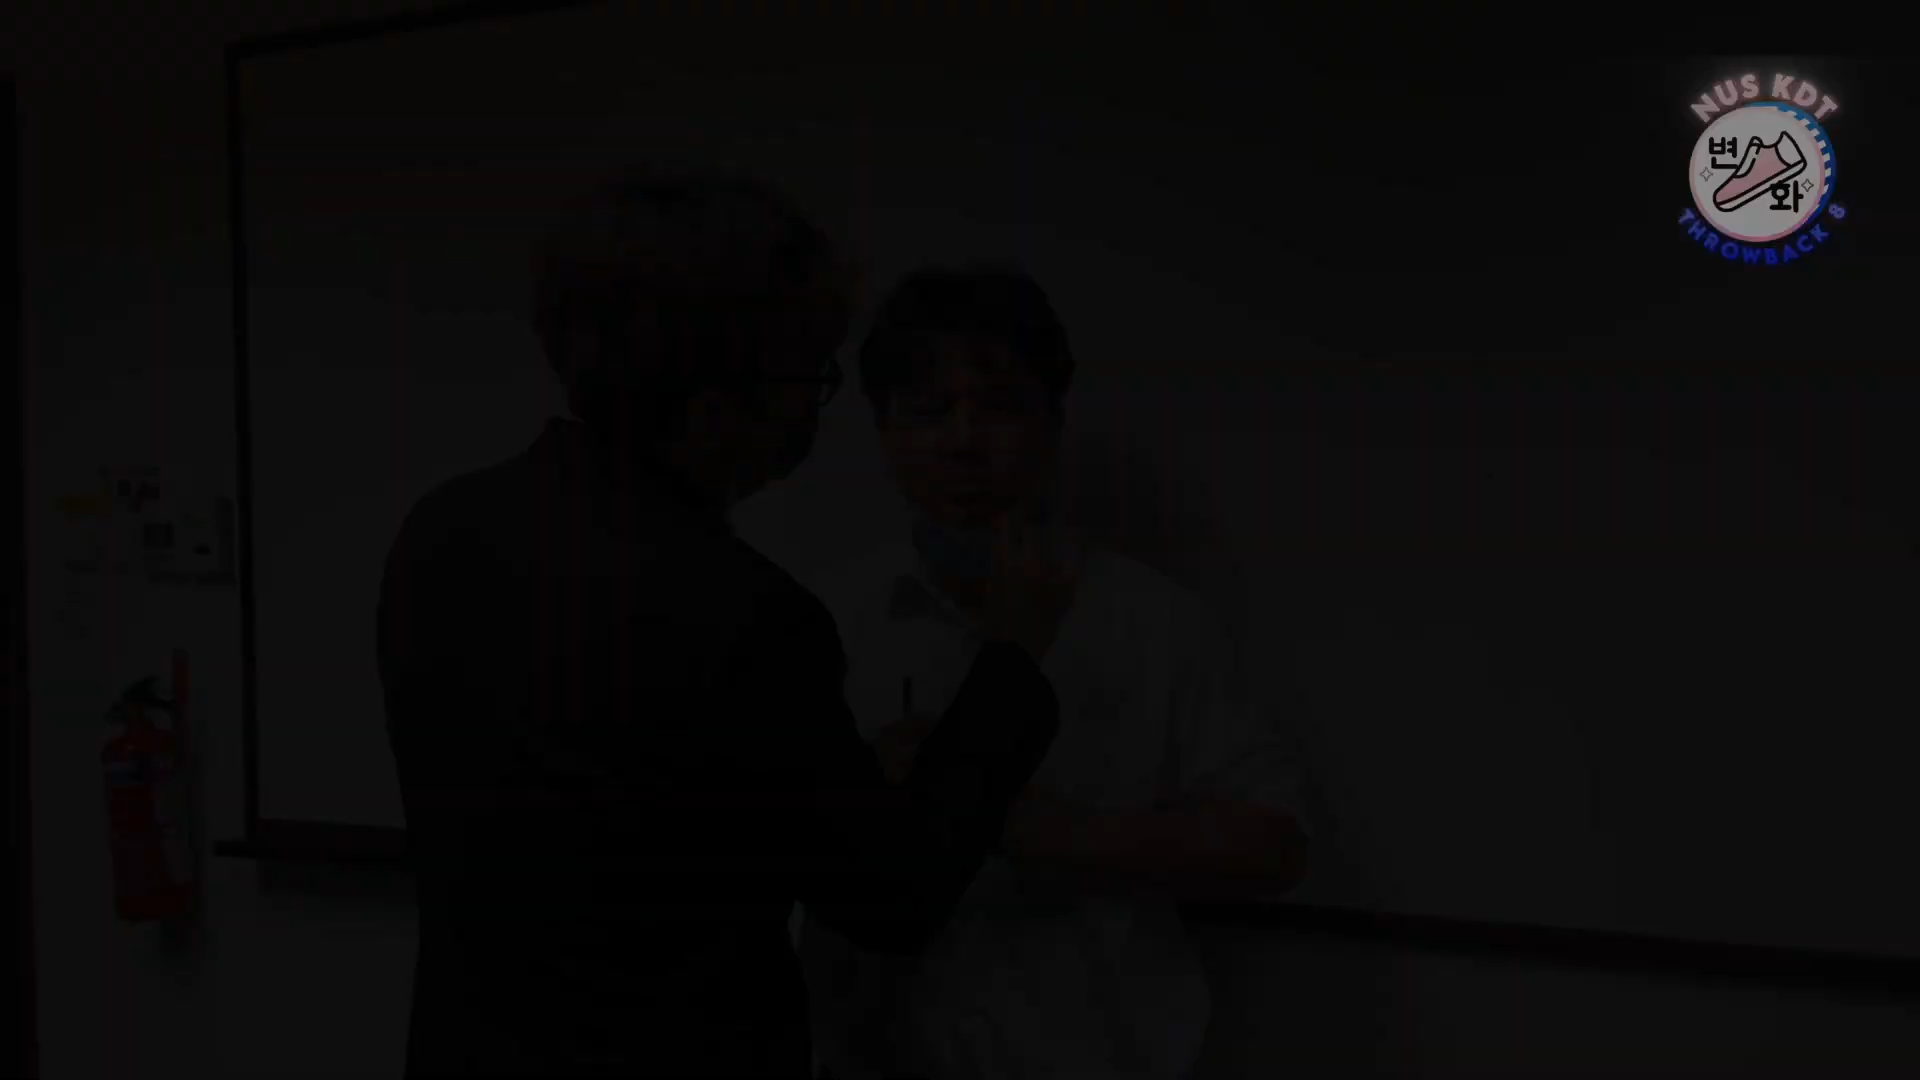 NUS KDT
변
화
THROWBACK 8